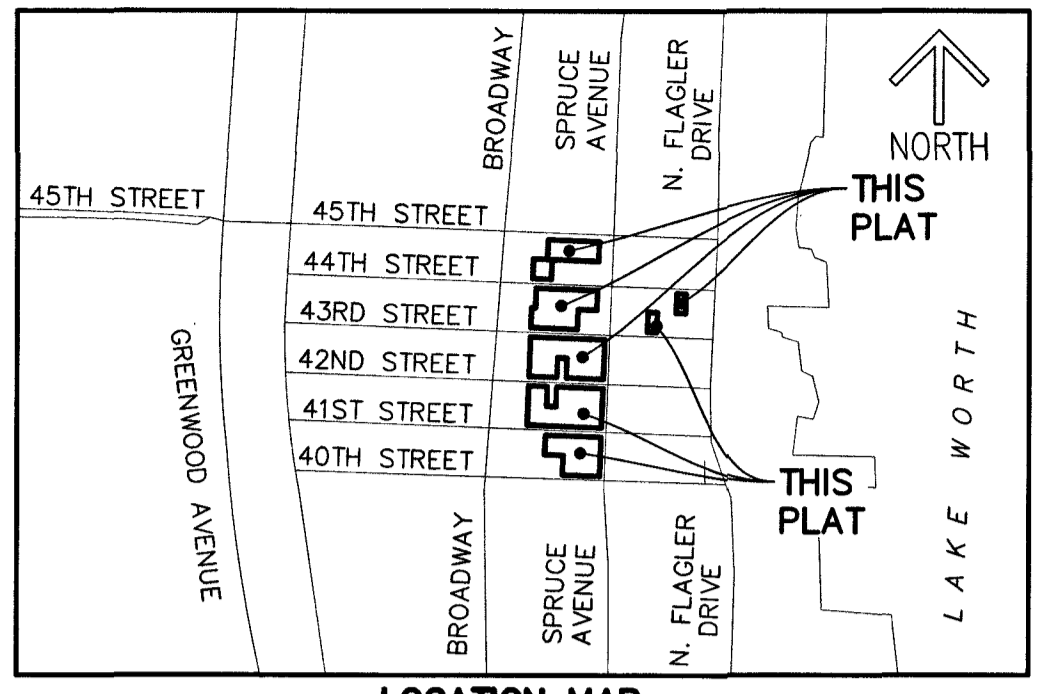 BROADWAY
SPRUCE
AVENUE
N. FLAGLER
DRIVE
NORTH
45TH STREET
45TH STREET
THIS
PLAT
44TH STREET
43RD STREET
42ND STREET
41ST STREET
40TH STREET
GREENWOOD AVENUE
LAKE WORTH
THIS
PLAT
BROADWAY
SPRUCE
AVENUE
N. FLAGLER
DRIVE
LOCATION MAP